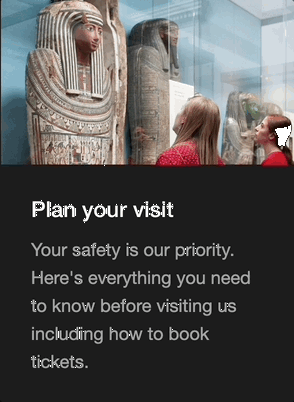 Plan your visit
Your safety is our priority.
Here's everything you need
to know before visiting us
including how to book
tickets.